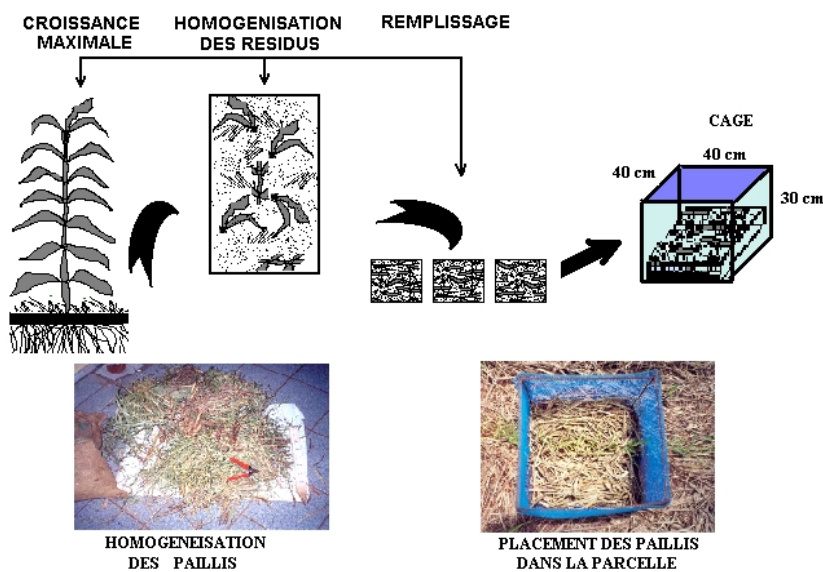 CROISSANCE
MAXIMALE
HOMOGENISATION
DES RESIDUS
REMPLISSAGE
CAGE
40 cm
40 cm
30 cm
HOMOGENEISATION
DES PAILLIS
PLACEMENT DES PAILLIS
DANS LA PARCELLE